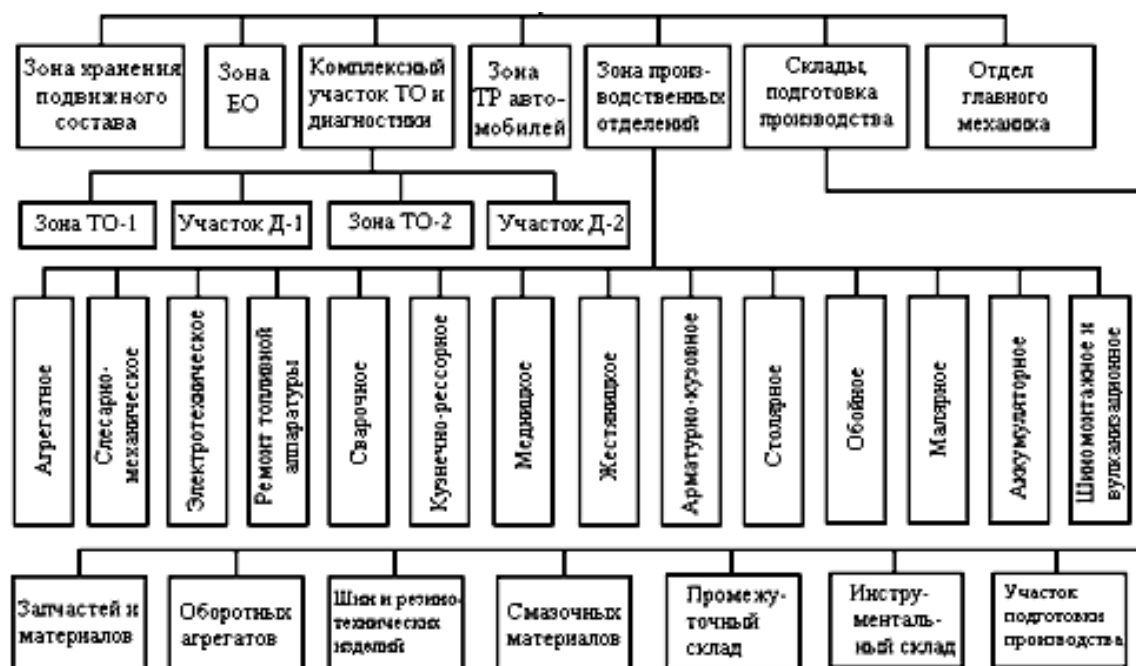 Зона хранения
подвижного
состава
Зона
ЕО
Комплексный
участок ТО и
диагностики
Зона
ТР авто-
мобилей
Зона произ-
водственных
отделений
Склады,
подготовка
производства
Отдел
главного
механика
Зона ТО-1
Участок Д-1
Зона ТО-2
Участок Д-2
Агрегатное
Слесарно-
механическое
Электротехническое
Ремонт топливной
аппаратуры
Сварочное
Кузнечно-рессорное
Медницкое
Жестяницкое
Арматурно-кузовное
Столярное
Обойное
Малярное
Аккумуляторное
Шиномонтажное и
вулканизационное
Запчастей и
материалов
Оборотных
агрегатов
Шин и резино-
технических
изделий
Смазочных
материалов
Промежу-
точный
склад
Инстру-
менталь-
ный склад
Участок
подготовки
производства